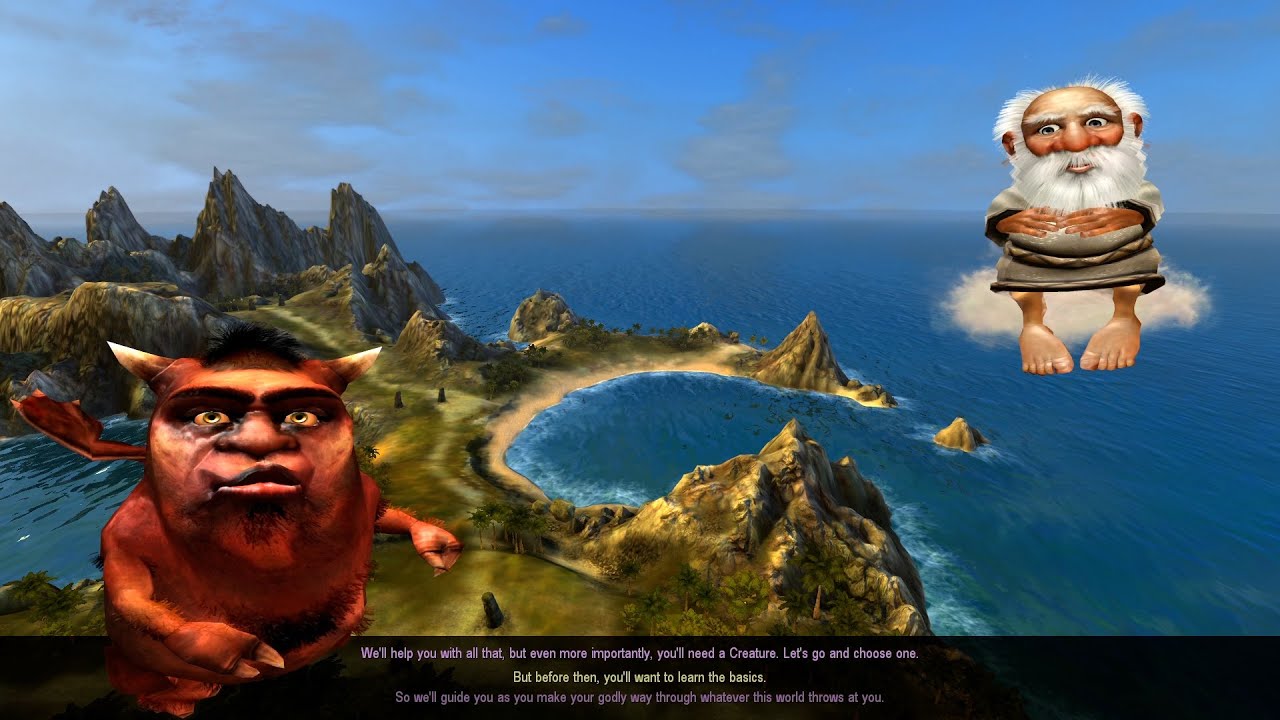 We'll help you with all that, but even more importantly, you'll need a Creature. Let's go and choose one.
But before then, you'll want to learn the basics.
So we'll guide you as you make your godly way through whatever this world throws at you.